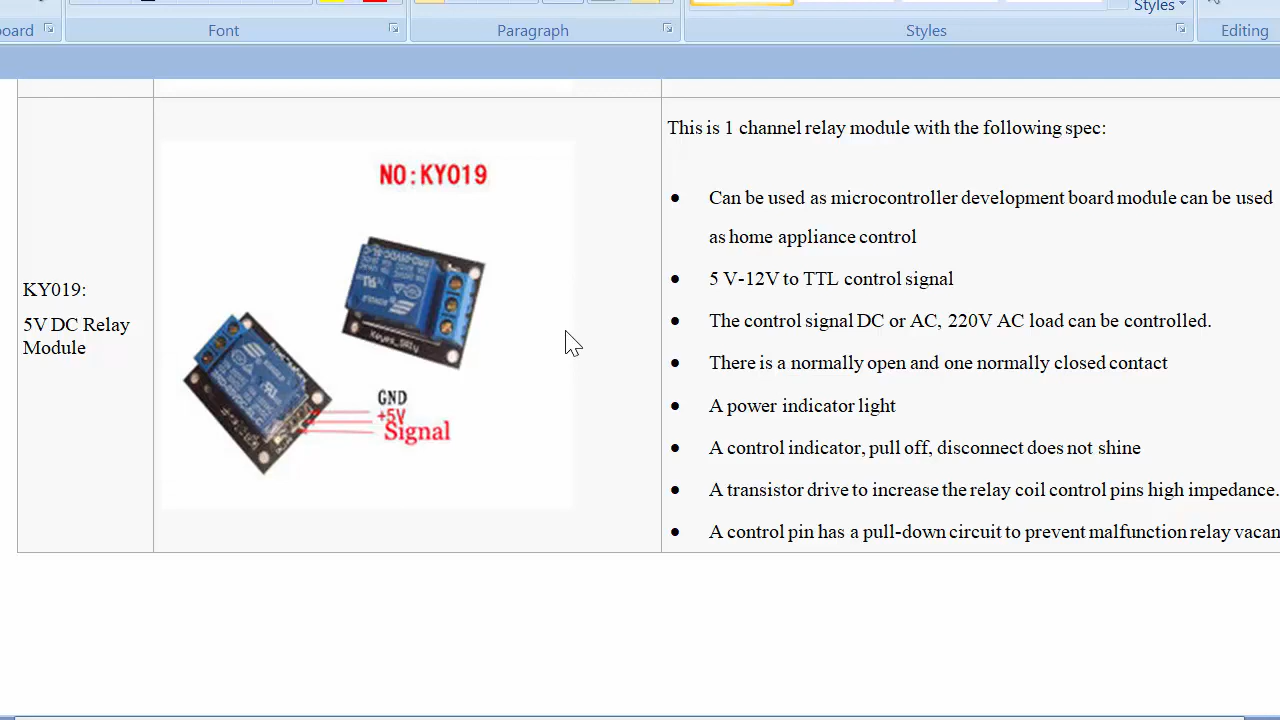 oard
Font
Paragraph
Styles
Styles
Editing
KY019:
5V DC Relay
Module
NO:KY019
Keyes_SRly
GND
+5V
Signal
This is 1 channel relay module with the following spec:
● Can be used as microcontroller development board module can be used
as home appliance control
● 5 V-12V to TTL control signal
● The control signal DC or AC, 220V AC load can be controlled.
● There is a normally open and one normally closed contact
● A power indicator light
● A control indicator, pull off, disconnect does not shine
● A transistor drive to increase the relay coil control pins high impedance.
● A control pin has a pull-down circuit to prevent malfunction relay vacan